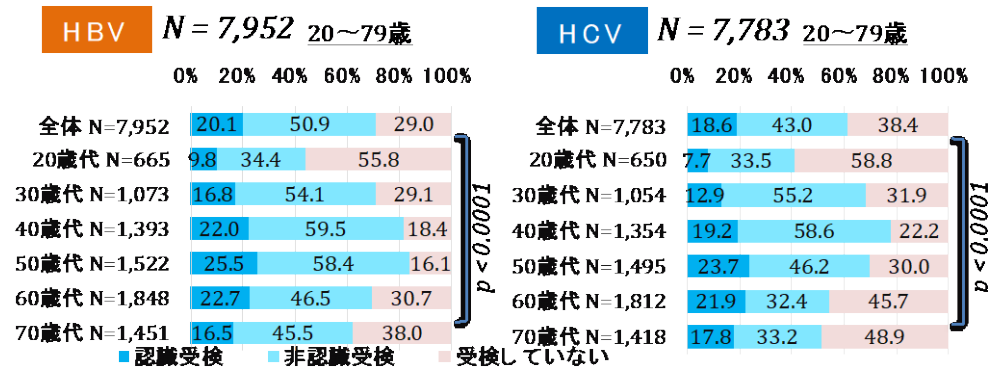 HBV N = 7,952 20〜79歳
0% 20% 40% 60% 80% 100%
全体 N=7,952 20.1 50.9 29.0
20歳代 N=665 9.8 34.4 55.8
30歳代 N=1,073 16.8 54.1 29.1
40歳代 N=1,393 22.0 59.5 18.4
50歳代 N=1,522 25.5 58.4 16.1
60歳代 N=1,848 22.7 46.5 30.7
70歳代 N=1,451 16.5 45.5 38.0
p < 0.0001
認識受検 非認識受検 受検していない
HCV N = 7,783 20〜79歳
0% 20% 40% 60% 80% 100%
全体 N=7,783 18.6 43.0 38.4
20歳代 N=650 7.7 33.5 58.8
30歳代 N=1,054 12.9 55.2 31.9
40歳代 N=1,354 19.2 58.6 22.2
50歳代 N=1,495 23.7 46.2 30.0
60歳代 N=1,812 21.9 32.4 45.7
70歳代 N=1,418 17.8 33.2 48.9
p < 0.0001